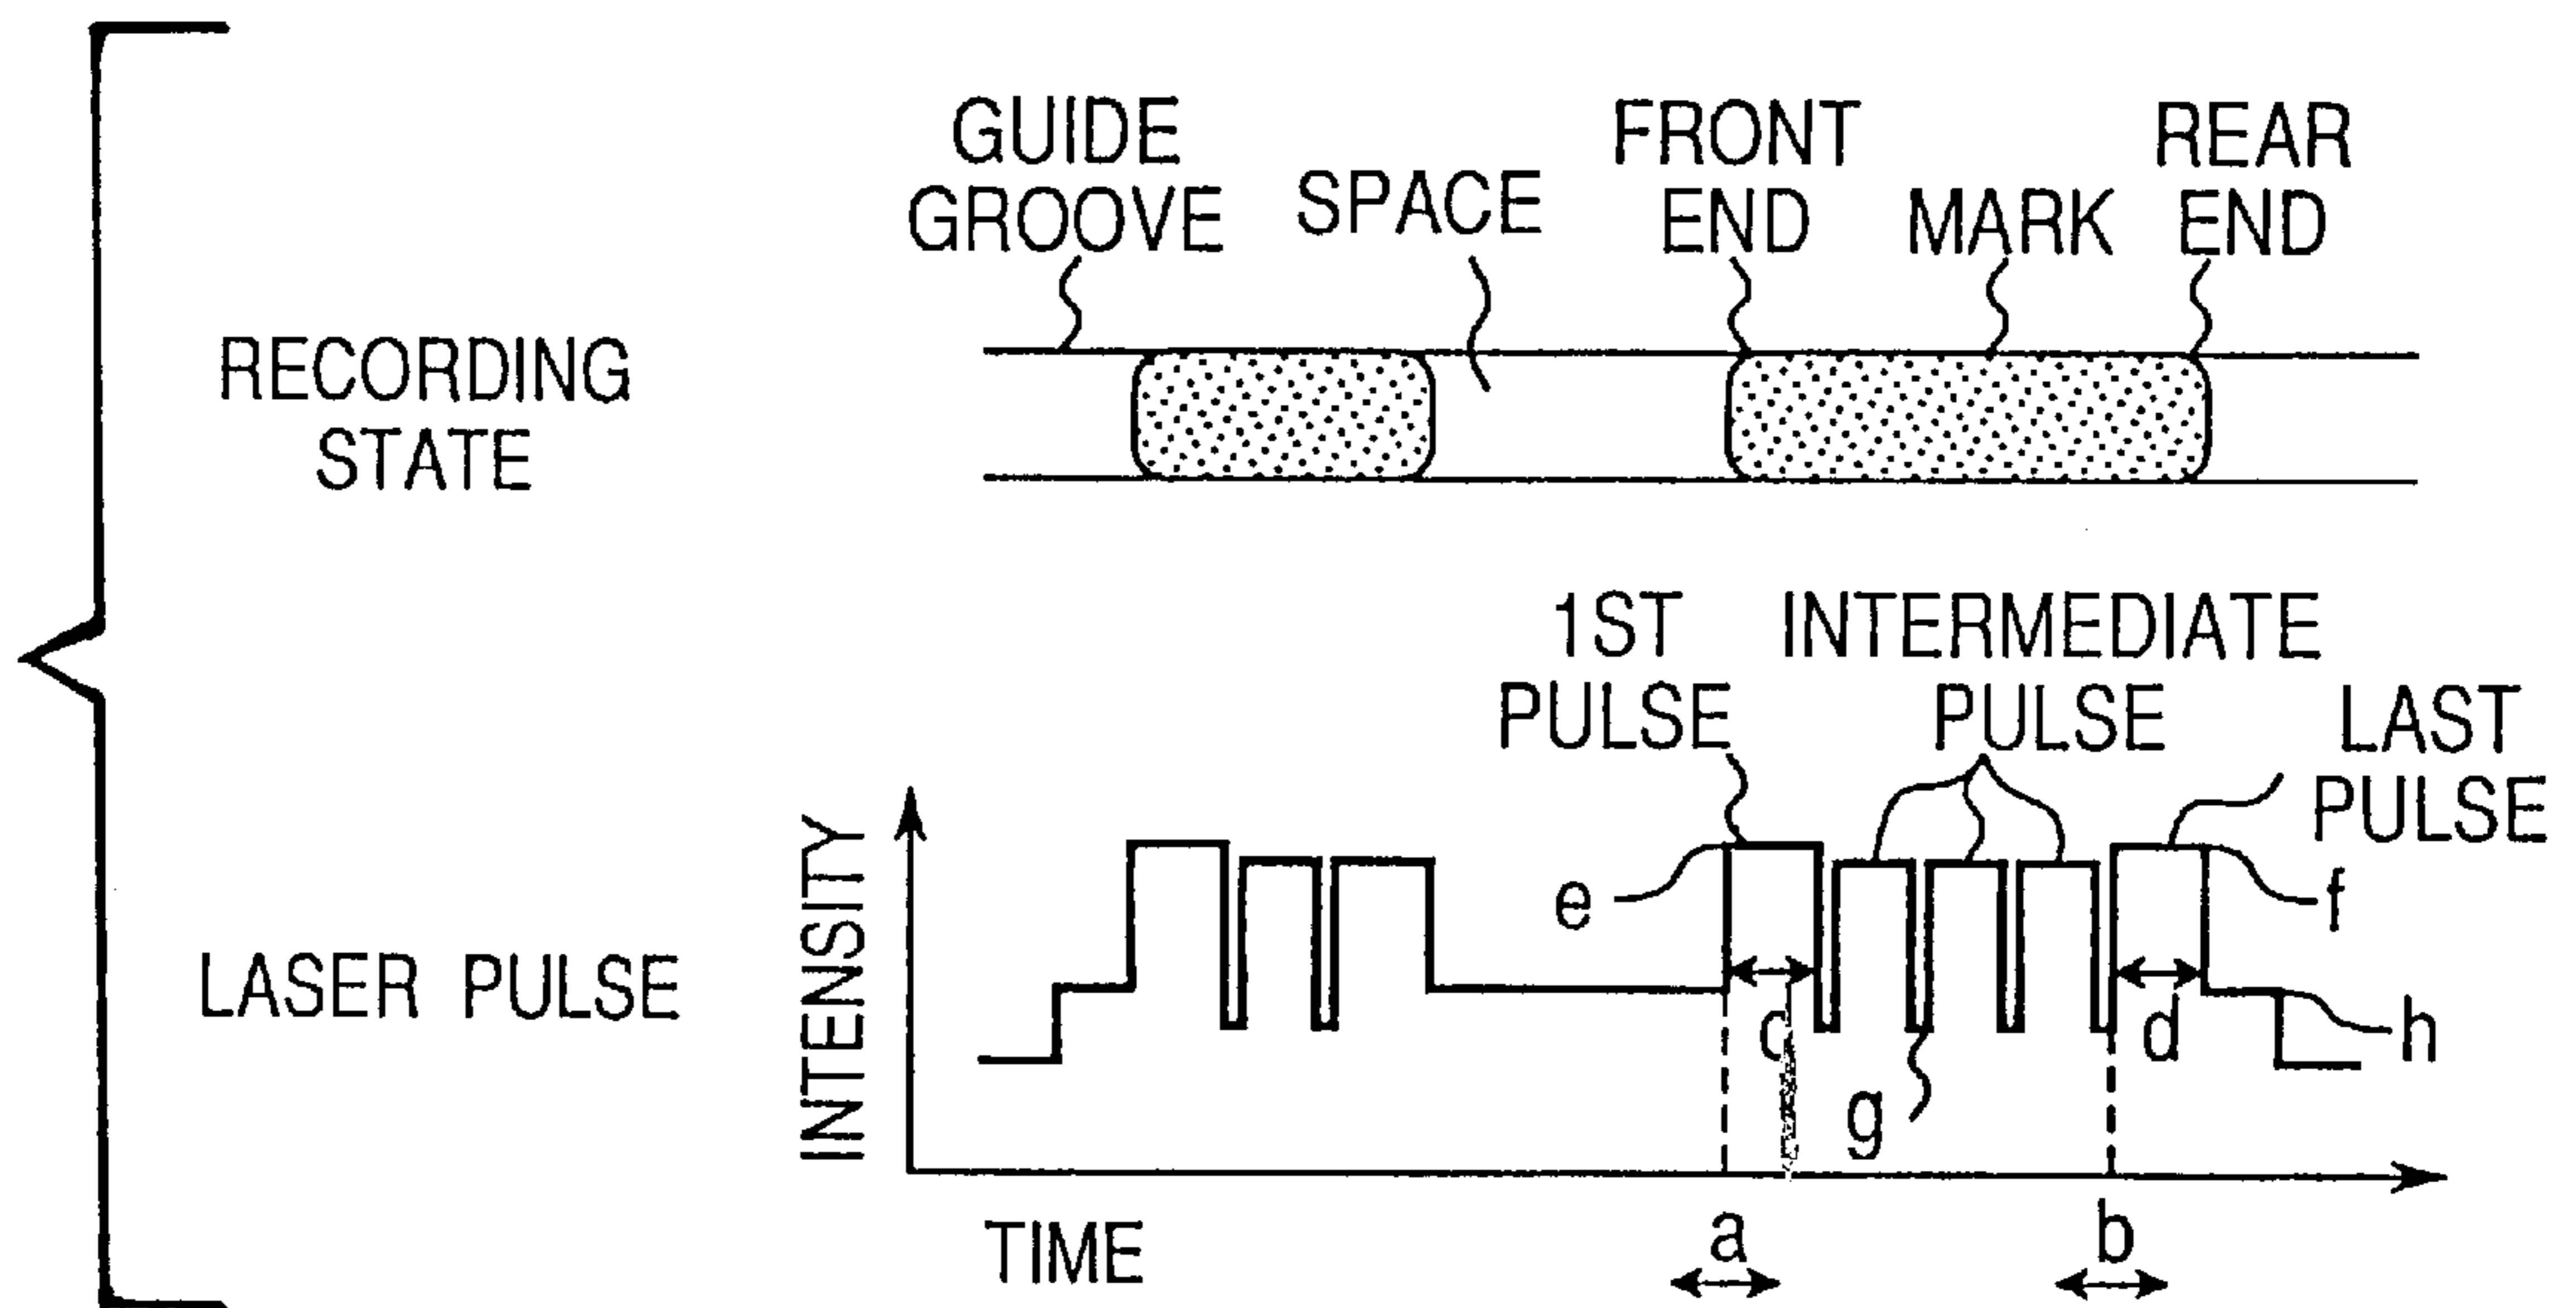 GUIDE
GROOVE
SPACE
FRONT
END
MARK
REAR
END
RECORDING
STATE
1ST
PULSE
INTERMEDIATE
PULSE
LAST
PULSE
LASER PULSE
INTENSITY
e
f
c
d
h
g
TIME
a
b